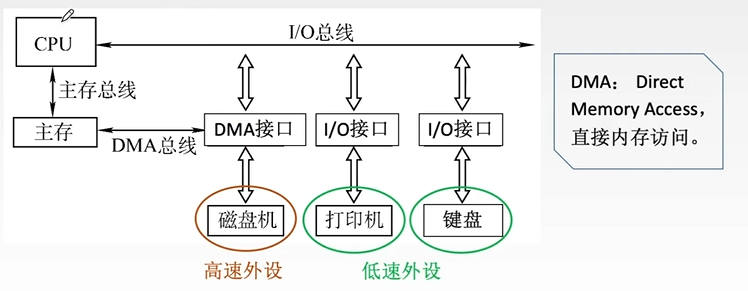 CPU
I/O总线
主存总线
主存
DMA总线
DMA接口
I/O接口
I/O接口
磁盘机
打印机
键盘
高速外设
低速外设
DMA: Direct
Memory Access,
直接内存访问。